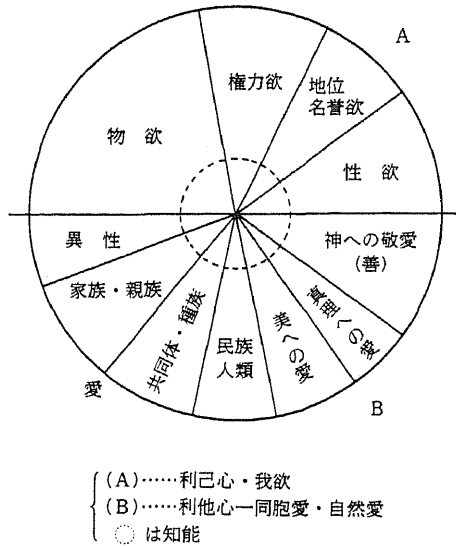 A
権力欲
地位
名誉欲
物 欲
性 欲
異 性
神への敬愛
(善)
家族・親族
共同体・種族
民族
人類
美への愛
真理への愛
愛
B
(A)……利己心・我欲
(B)……利他心—同胞愛・自然愛
は知能